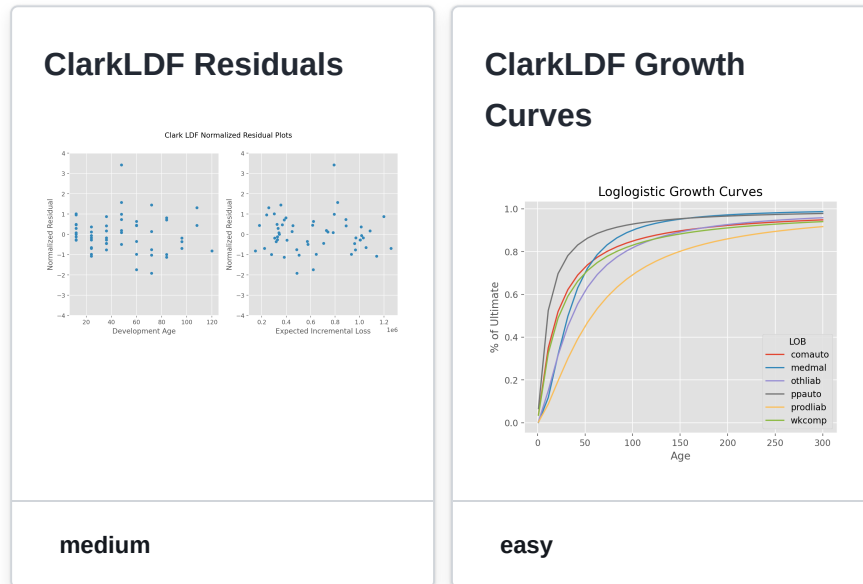 ClarkLDF Residuals
Clark LDF Normalized Residual Plots
Normalized Residual
4
3
2
1
0
−1
−2
−3
−4
20
40
60
80
100
120
Development Age
Normalized Residual
4
3
2
1
0
−1
−2
−3
−4
0.2
0.4
0.6
0.8
1.0
1.2
1e6
Expected Incremental Loss
medium
ClarkLDF Growth
Curves
Loglogistic Growth Curves
% of Ultimate
1.0
0.8
0.6
0.4
0.2
0.0
LOB
comauto
medmal
othliab
ppauto
prodliab
wkcomp
0
50
100
150
200
250
300
Age
easy